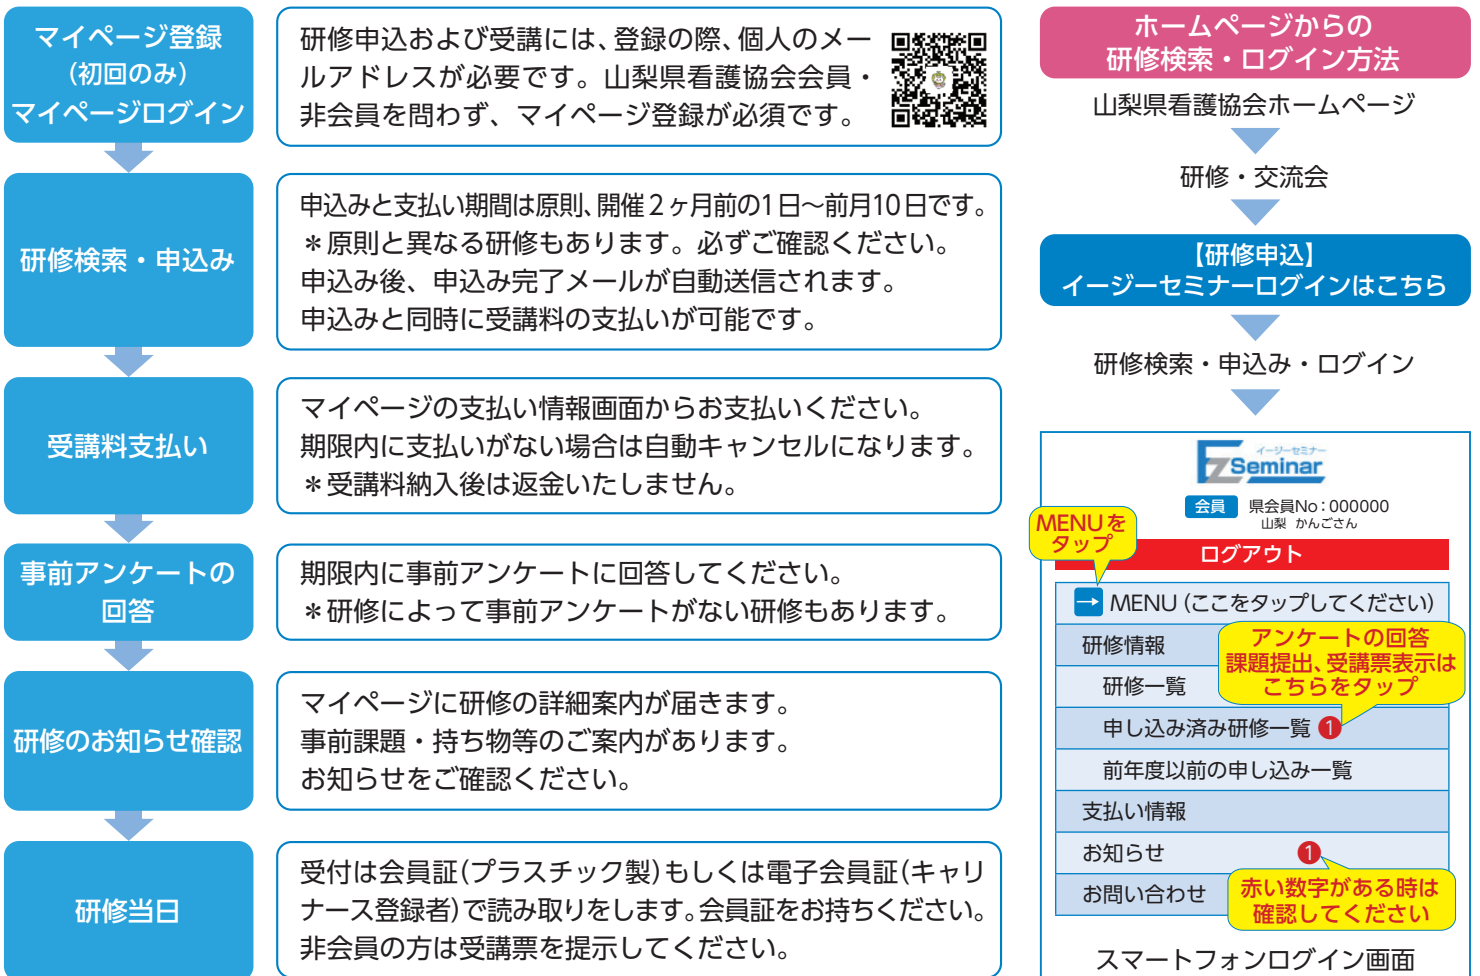 マイページ登録
(初回のみ)
マイページログイン
研修申込および受講には、登録の際、個人のメー
ルアドレスが必要です。山梨県看護協会会員・
非会員を問わず、マイページ登録が必須です。
研修検索・申込み
申込みと支払い期間は原則、開催２ヶ月前の1日～前月10日です。
＊原則と異なる研修もあります。必ずご確認ください。
申込み後、申込み完了メールが自動送信されます。
申込みと同時に受講料の支払いが可能です。
受講料支払い
マイページの支払い情報画面からお支払いください。
期限内に支払いがない場合は自動キャンセルになります。
＊受講料納入後は返金いたしません。
事前アンケートの
回答
期限内に事前アンケートに回答してください。
＊研修によって事前アンケートがない研修もあります。
研修のお知らせ確認
マイページに研修の詳細案内が届きます。
事前課題・持ち物等のご案内があります。
お知らせをご確認ください。
研修当日
受付は会員証(プラスチック製)もしくは電子会員証(キャリ
ナース登録者)で読み取りをします。会員証をお持ちください。
非会員の方は受講票を提示してください。
ホームページからの
研修検索・ログイン方法
山梨県看護協会ホームページ
研修・交流会
【研修申込】
イージーセミナーログインはこちら
研修検索・申込み・ログイン
イージーセミナー
EZ Seminar
会員 県会員No：000000
山梨 かんごさん
MENUを
タップ
ログアウト
→ MENU (ここをタップしてください)
研修情報
アンケートの回答
課題提出、受講票表示は
こちらをタップ
研修一覧
申し込み済み研修一覧 1
前年度以前の申し込み一覧
支払い情報
お知らせ 1
お問い合わせ
赤い数字がある時は
確認してください
スマートフォンログイン画面